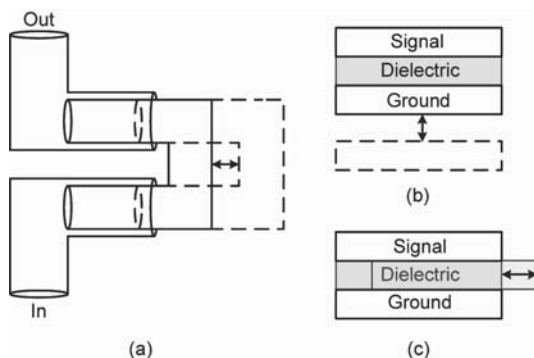 Out
In
(a)
Signal
Dielectric
Ground
(b)
Signal
Dielectric
Ground
(c)